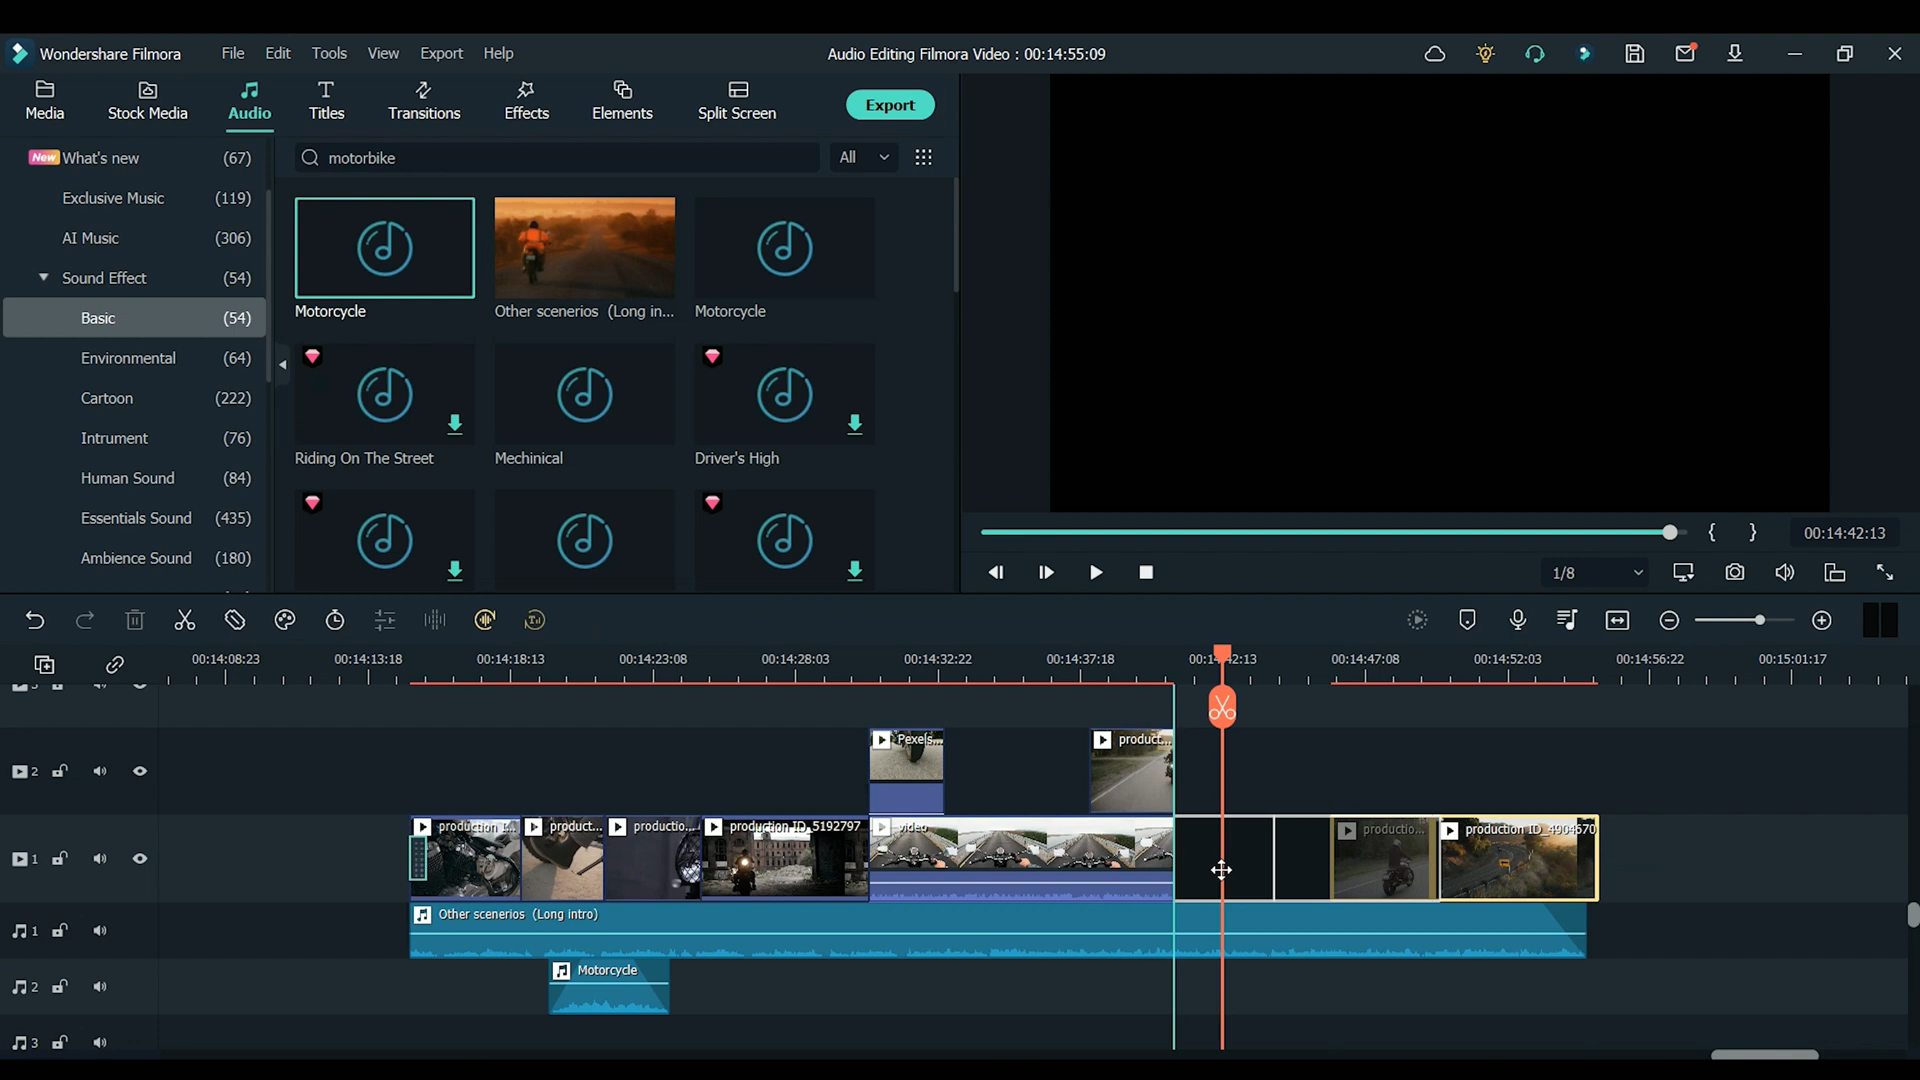 Wondershare Filmora File Edit Tools View Export Help Audio Editing Filmora Video : 00:14:55:09
Media Stock Media Audio Titles Transitions Effects Elements Split Screen Export
New What's new (67)
Exclusive Music (119)
AI Music (306)
Sound Effect (54)
Basic (54)
Environmental (64)
Cartoon (222)
Intrument (76)
Human Sound (84)
Essentials Sound (435)
Ambience Sound (180)
motorbike All
Motorcycle Other scenerios (Long in... Motorcycle
Riding On The Street Mechinical Driver's High
00:14:42:13
1/8
00:14:08:23 00:14:13:18 00:14:18:13 00:14:23:08 00:14:28:03 00:14:32:22 00:14:37:18 00:14:42:13 00:14:47:08 00:14:52:03 00:14:56:22 00:15:01:17
2 Pexels... product...
1 production I... product... productio... production ID_5192797 video productio... production ID_4904670
1 Other scenerios (Long intro)
2 Motorcycle
3